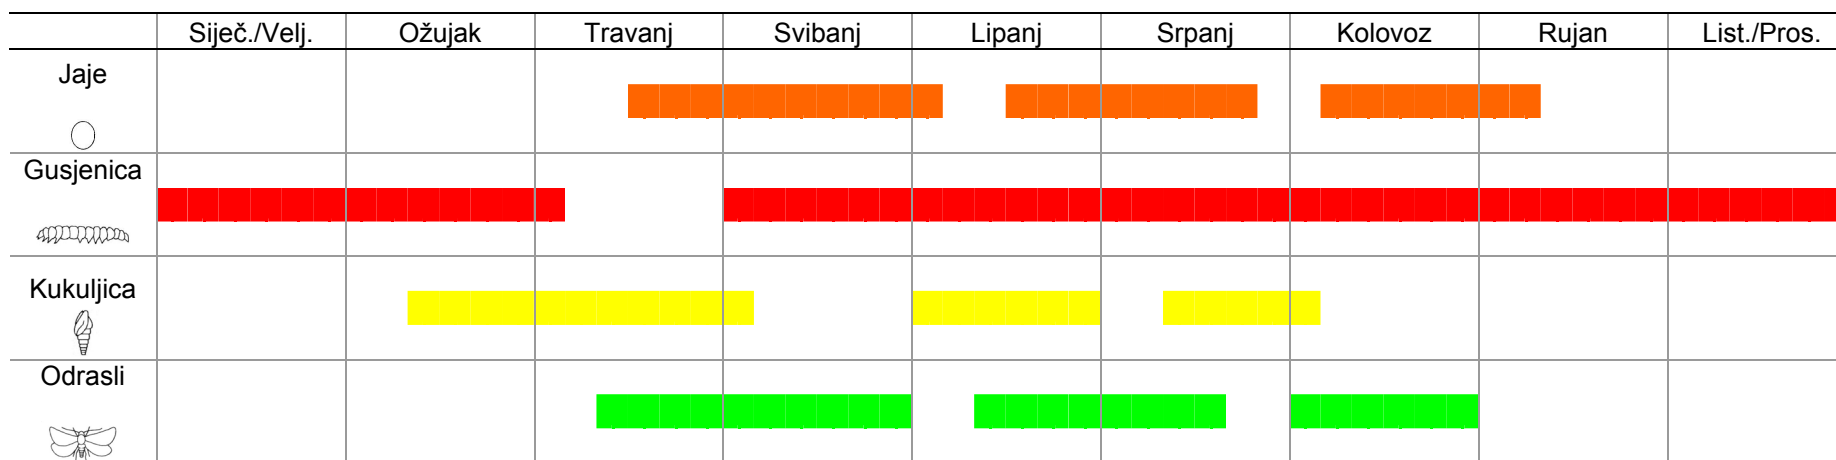 Siječ./Velj. Ožujak Travanj Svibanj Lipanj Srpanj Kolovoz Rujan List./Pros.
Jaje
Gusjenica
Kukuljica
Odrasli